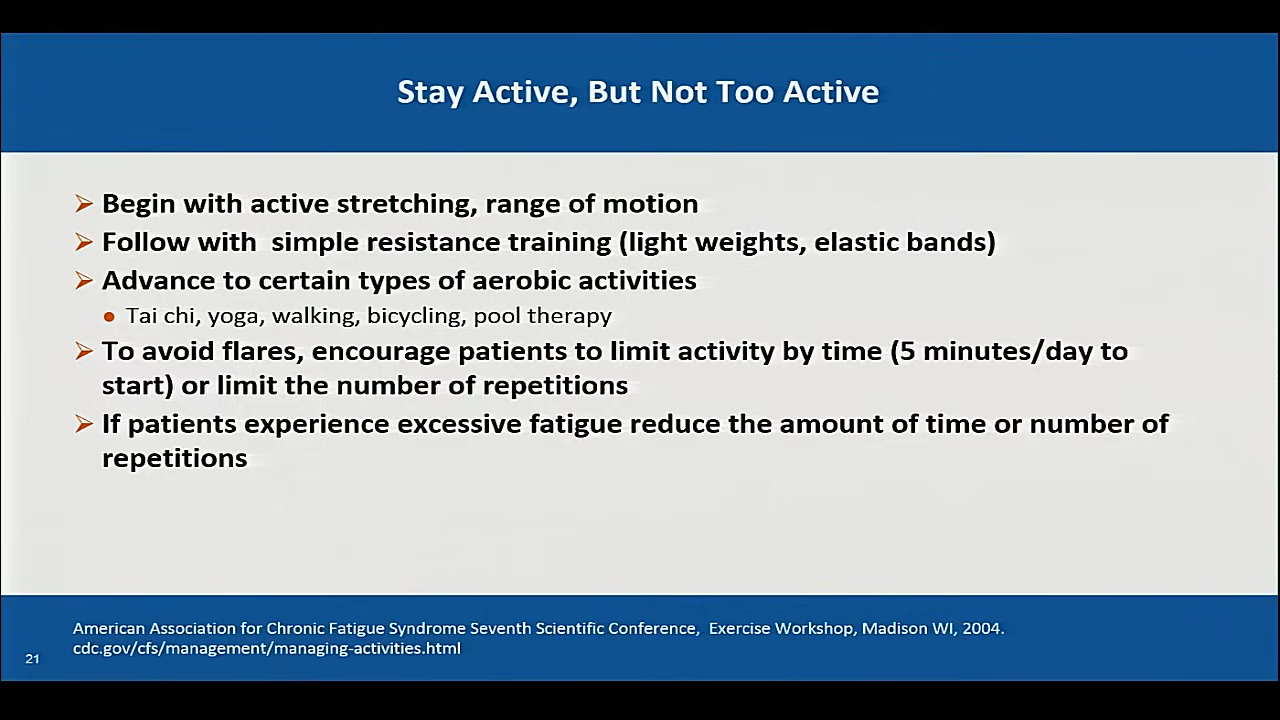 Stay Active, But Not Too Active
➢ Begin with active stretching, range of motion
➢ Follow with  simple resistance training (light weights, elastic bands)
➢ Advance to certain types of aerobic activities
● Tai chi, yoga, walking, bicycling, pool therapy
➢ To avoid flares, encourage patients to limit activity by time (5 minutes/day to
start) or limit the number of repetitions
➢ If patients experience excessive fatigue reduce the amount of time or number of
repetitions
American Association for Chronic Fatigue Syndrome Seventh Scientific Conference,  Exercise Workshop, Madison WI, 2004.
cdc.gov/cfs/management/managing-activities.html
21